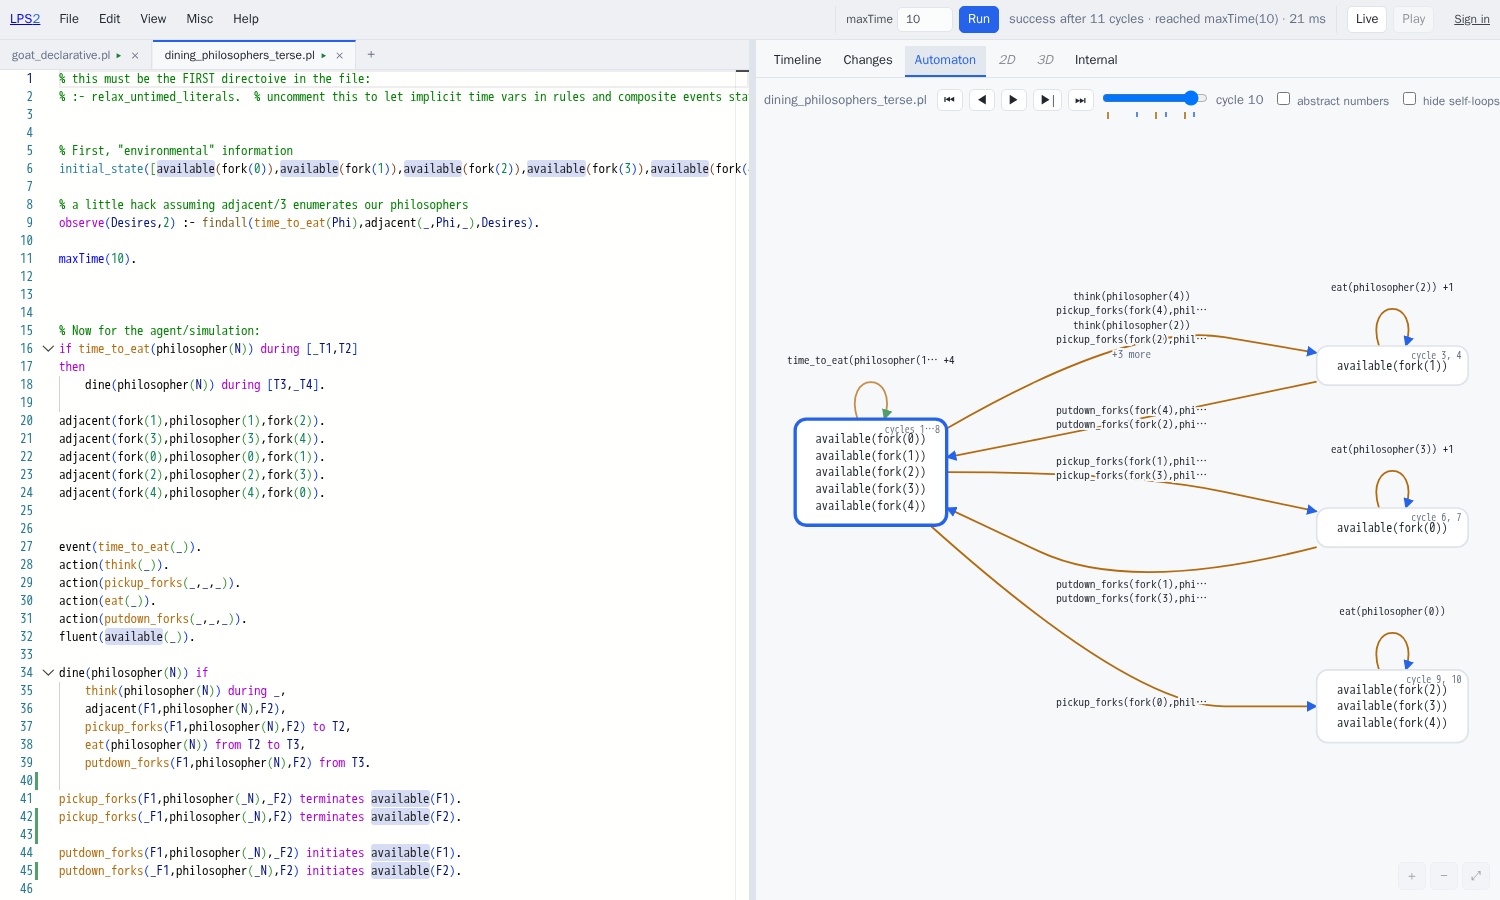 LPS2 File Edit View Misc Help maxTime 10 Run success after 11 cycles · reached maxTime(10) · 21 ms Live Play Sign in
goat_declarative.pl ▸ × dining_philosophers_terse.pl ▸ × +
1 % this must be the FIRST directoive in the file:
2 % :- relax_untimed_literals.  % uncomment this to let implicit time vars in rules and composite events sta
3
4
5 % First, "environmental" information
6 initial_state([available(fork(0)),available(fork(1)),available(fork(2)),available(fork(3)),available(fork(
7
8 % a little hack assuming adjacent/3 enumerates our philosophers
9 observe(Desires,2) :- findall(time_to_eat(Phi),adjacent(_,Phi,_),Desires).
10
11 maxTime(10).
12
13
14
15 % Now for the agent/simulation:
16 if time_to_eat(philosopher(N)) during [_T1,T2]
17 then
18     dine(philosopher(N)) during [T3,_T4].
19
20 adjacent(fork(1),philosopher(1),fork(2)).
21 adjacent(fork(3),philosopher(3),fork(4)).
22 adjacent(fork(0),philosopher(0),fork(1)).
23 adjacent(fork(2),philosopher(2),fork(3)).
24 adjacent(fork(4),philosopher(4),fork(0)).
25
26
27 event(time_to_eat(_)).
28 action(think(_)).
29 action(pickup_forks(_,_,_)).
30 action(eat(_)).
31 action(putdown_forks(_,_,_)).
32 fluent(available(_)).
33
34 dine(philosopher(N)) if
35     think(philosopher(N)) during _,
36     adjacent(F1,philosopher(N),F2),
37     pickup_forks(F1,philosopher(N),F2) to T2,
38     eat(philosopher(N)) from T2 to T3,
39     putdown_forks(F1,philosopher(N),F2) from T3.
40
41 pickup_forks(F1,philosopher(_N),_F2) terminates available(F1).
42 pickup_forks(_F1,philosopher(_N),F2) terminates available(F2).
43
44 putdown_forks(F1,philosopher(_N),_F2) initiates available(F1).
45 putdown_forks(_F1,philosopher(_N),F2) initiates available(F2).
46
Timeline Changes Automaton 2D 3D Internal
dining_philosophers_terse.pl cycle 10 abstract numbers hide self-loops
time_to_eat(philosopher(1⋯ +4
cycles 1⋯8
available(fork(0))
available(fork(1))
available(fork(2))
available(fork(3))
available(fork(4))
think(philosopher(4))
pickup_forks(fork(4),phil⋯
think(philosopher(2))
pickup_forks(fork(2),phil⋯
+3 more
putdown_forks(fork(4),phi⋯
putdown_forks(fork(2),phi⋯
pickup_forks(fork(1),phil⋯
pickup_forks(fork(3),phil⋯
putdown_forks(fork(1),phi⋯
putdown_forks(fork(3),phi⋯
pickup_forks(fork(0),phil⋯
eat(philosopher(2)) +1
cycle 3, 4
available(fork(1))
eat(philosopher(3)) +1
cycle 6, 7
available(fork(0))
eat(philosopher(0))
cycle 9, 10
available(fork(2))
available(fork(3))
available(fork(4))
+ −